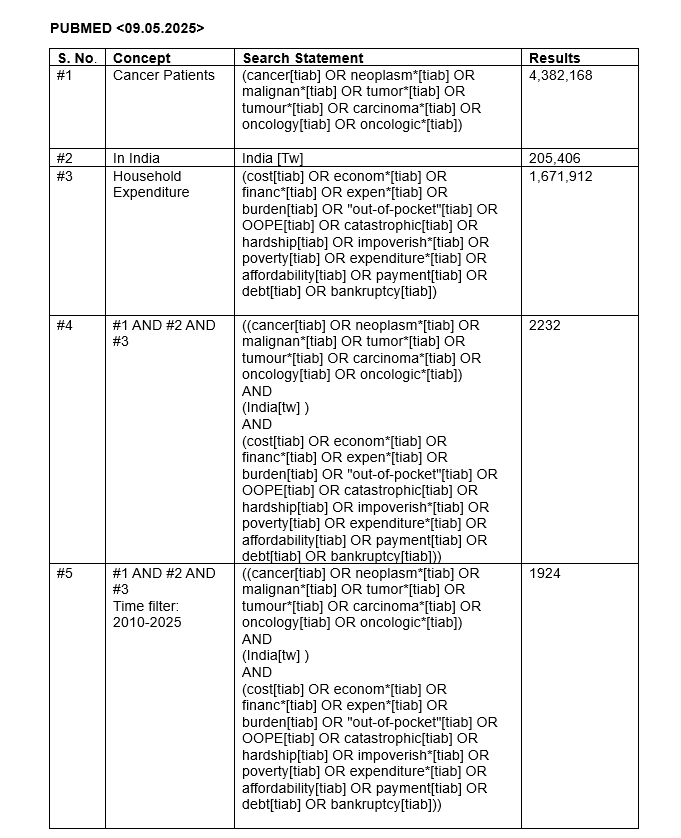 PUBMED <09.05.2025>
S. No. Concept Search Statement Results
#1 Cancer Patients (cancer[tiab] OR neoplasm*[tiab] OR 4,382,168
malignan*[tiab] OR tumor*[tiab] OR
tumour*[tiab] OR carcinoma*[tiab] OR
oncology[tiab] OR oncologic*[tiab])
#2 In India India [Tw] 205,406
#3 Household (cost[tiab] OR econom*[tiab] OR 1,671,912
Expenditure financ*[tiab] OR expen*[tiab] OR
burden[tiab] OR "out-of-pocket"[tiab] OR
OOPE[tiab] OR catastrophic[tiab] OR
hardship[tiab] OR impoverish*[tiab] OR
poverty[tiab] OR expenditure*[tiab] OR
affordability[tiab] OR payment[tiab] OR
debt[tiab] OR bankruptcy[tiab])
#4 #1 AND #2 AND ((cancer[tiab] OR neoplasm*[tiab] OR 2232
#3 malignan*[tiab] OR tumor*[tiab] OR
tumour*[tiab] OR carcinoma*[tiab] OR
oncology[tiab] OR oncologic*[tiab])
AND
(India[tw] )
AND
(cost[tiab] OR econom*[tiab] OR
financ*[tiab] OR expen*[tiab] OR
burden[tiab] OR "out-of-pocket"[tiab] OR
OOPE[tiab] OR catastrophic[tiab] OR
hardship[tiab] OR impoverish*[tiab] OR
poverty[tiab] OR expenditure*[tiab] OR
affordability[tiab] OR payment[tiab] OR
debt[tiab] OR bankruptcy[tiab]))
#5 #1 AND #2 AND ((cancer[tiab] OR neoplasm*[tiab] OR 1924
#3 malignan*[tiab] OR tumor*[tiab] OR
Time filter: tumour*[tiab] OR carcinoma*[tiab] OR
2010-2025 oncology[tiab] OR oncologic*[tiab])
AND
(India[tw] )
AND
(cost[tiab] OR econom*[tiab] OR
financ*[tiab] OR expen*[tiab] OR
burden[tiab] OR "out-of-pocket"[tiab] OR
OOPE[tiab] OR catastrophic[tiab] OR
hardship[tiab] OR impoverish*[tiab] OR
poverty[tiab] OR expenditure*[tiab] OR
affordability[tiab] OR payment[tiab] OR
debt[tiab] OR bankruptcy[tiab]))